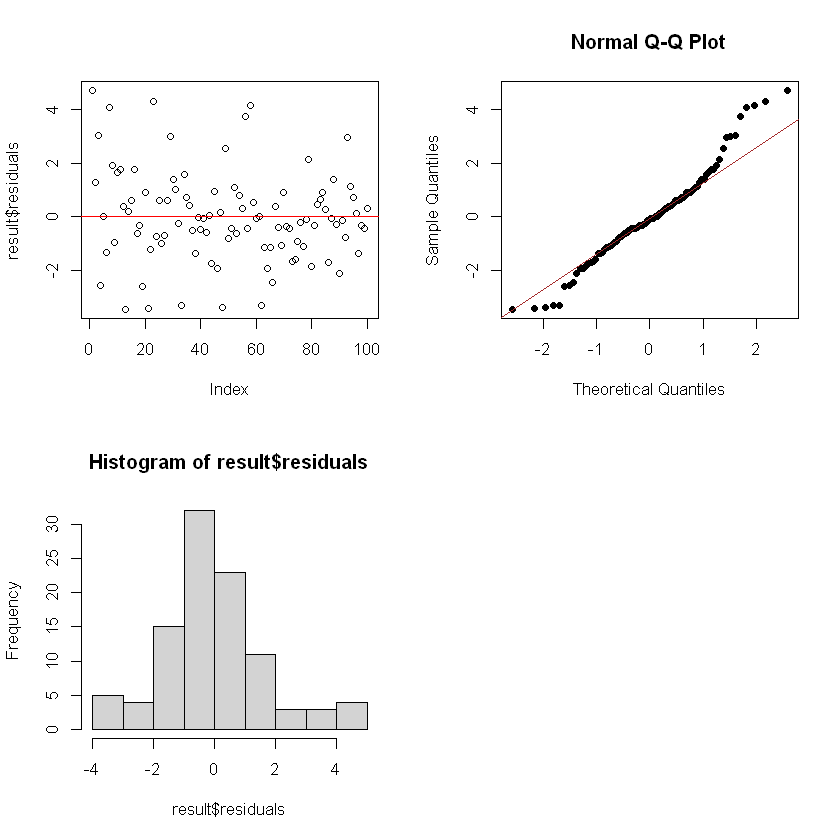 Normal Q-Q Plot
result$residuals
4
2
0
-2
0 20 40 60 80 100
Index
Sample Quantiles
4
2
0
-2
-2 -1 0 1 2
Theoretical Quantiles
Histogram of result$residuals
Frequency
30
25
20
15
10
5
0
-4 -2 0 2 4
result$residuals